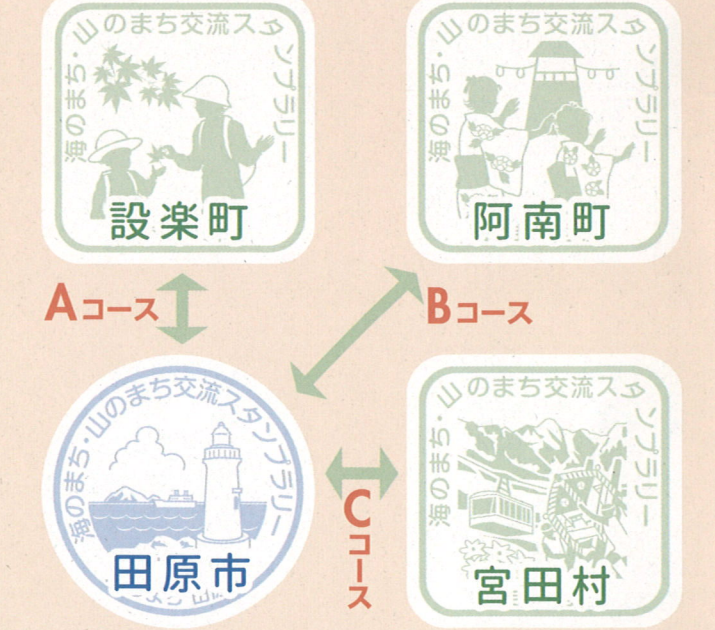 海のまち・山のまち交流スタンプラリー
設楽町
海のまち・山のまち交流スタンプラリー
阿南町
Aコース
Bコース
海のまち・山のまち交流スタンプラリー
田原市
Cコース
海のまち・山のまち交流スタンプラリー
宮田村